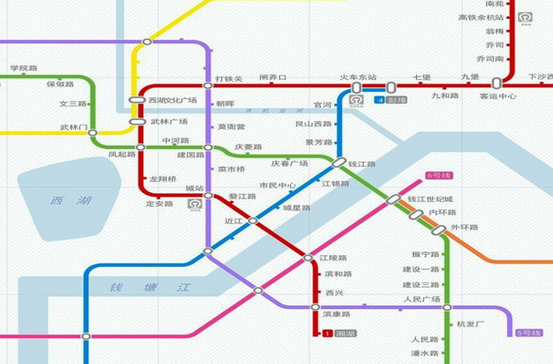 南苑
高铁余杭站
翁梅
乔司
乔司南
学院路
保俶路
打铁关
闸弄口
火车东站
七堡
九堡
下沙西
文三路
西湖文化广场
朝晖
官河
4 彭埠
九和路
客运中心
武林门
武林广场
莫衙营
艮山西路
中河路
庆菱路
景芳路
凤起路
建国路
庆春广场
钱江路
菜市桥
龙翔桥
市民中心
江锦路
6号线
城站
婺江路
钱江世纪城
西湖
定安路
城星路
内环路
近江
外环路
江陵路
振宁路
滨和路
建设一路
钱塘江
建设三路
西兴
人民广场
滨康路
杭发厂
1 湘湖
5号线
人民路
潘水路